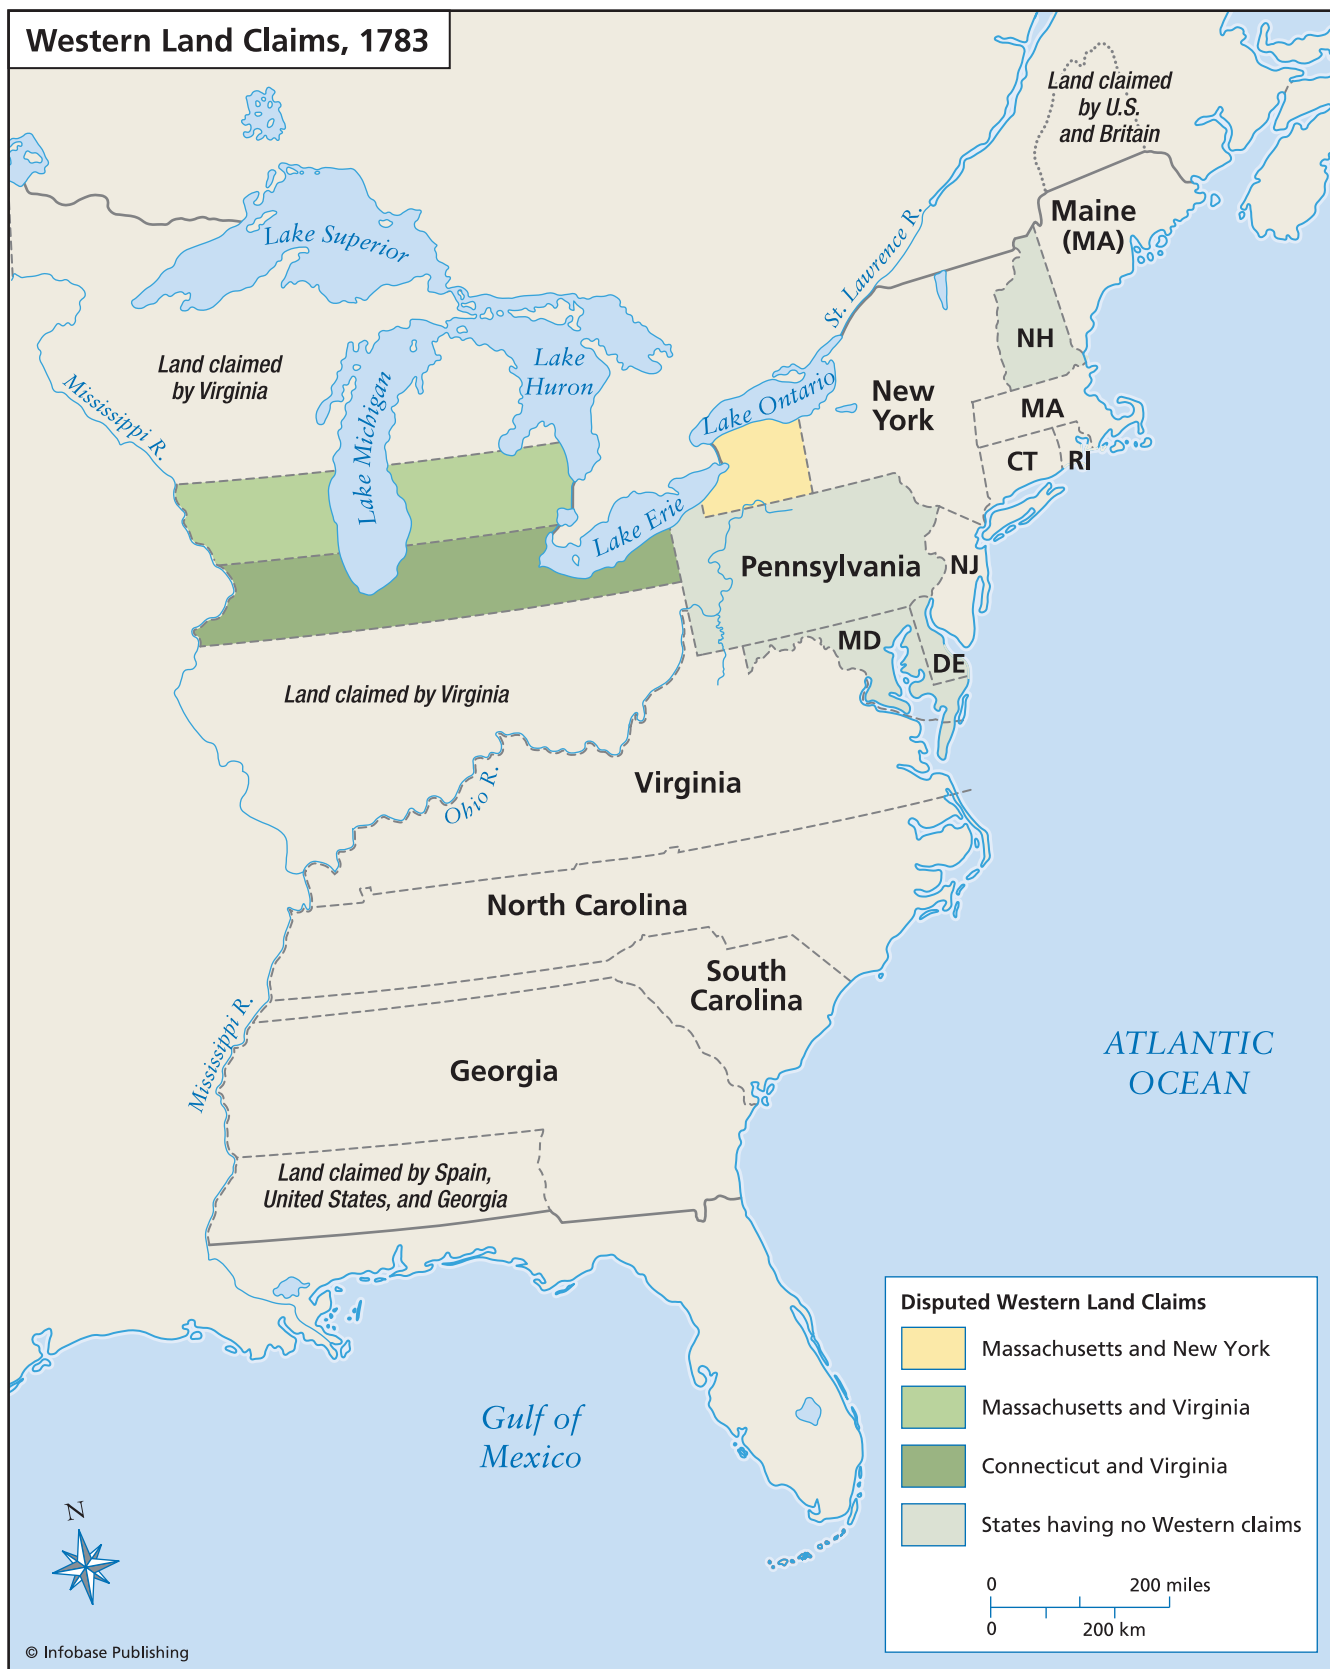 Western Land Claims, 1783
Land claimed
by U.S.
and Britain
Maine
(MA)
Lake Superior
St. Lawrence R.
NH
Land claimed
by Virginia
Lake
Huron
Mississippi R.
Lake Michigan
Lake Ontario
New
York
MA
CT
RI
Lake Erie
Pennsylvania
NJ
MD
DE
Land claimed by Virginia
Ohio R.
Virginia
North Carolina
South
Carolina
Mississippi R.
Georgia
ATLANTIC
OCEAN
Land claimed by Spain,
United States, and Georgia
Gulf of
Mexico
Disputed Western Land Claims
Massachusetts and New York
Massachusetts and Virginia
Connecticut and Virginia
States having no Western claims
0 200 miles
0 200 km
N
© Infobase Publishing